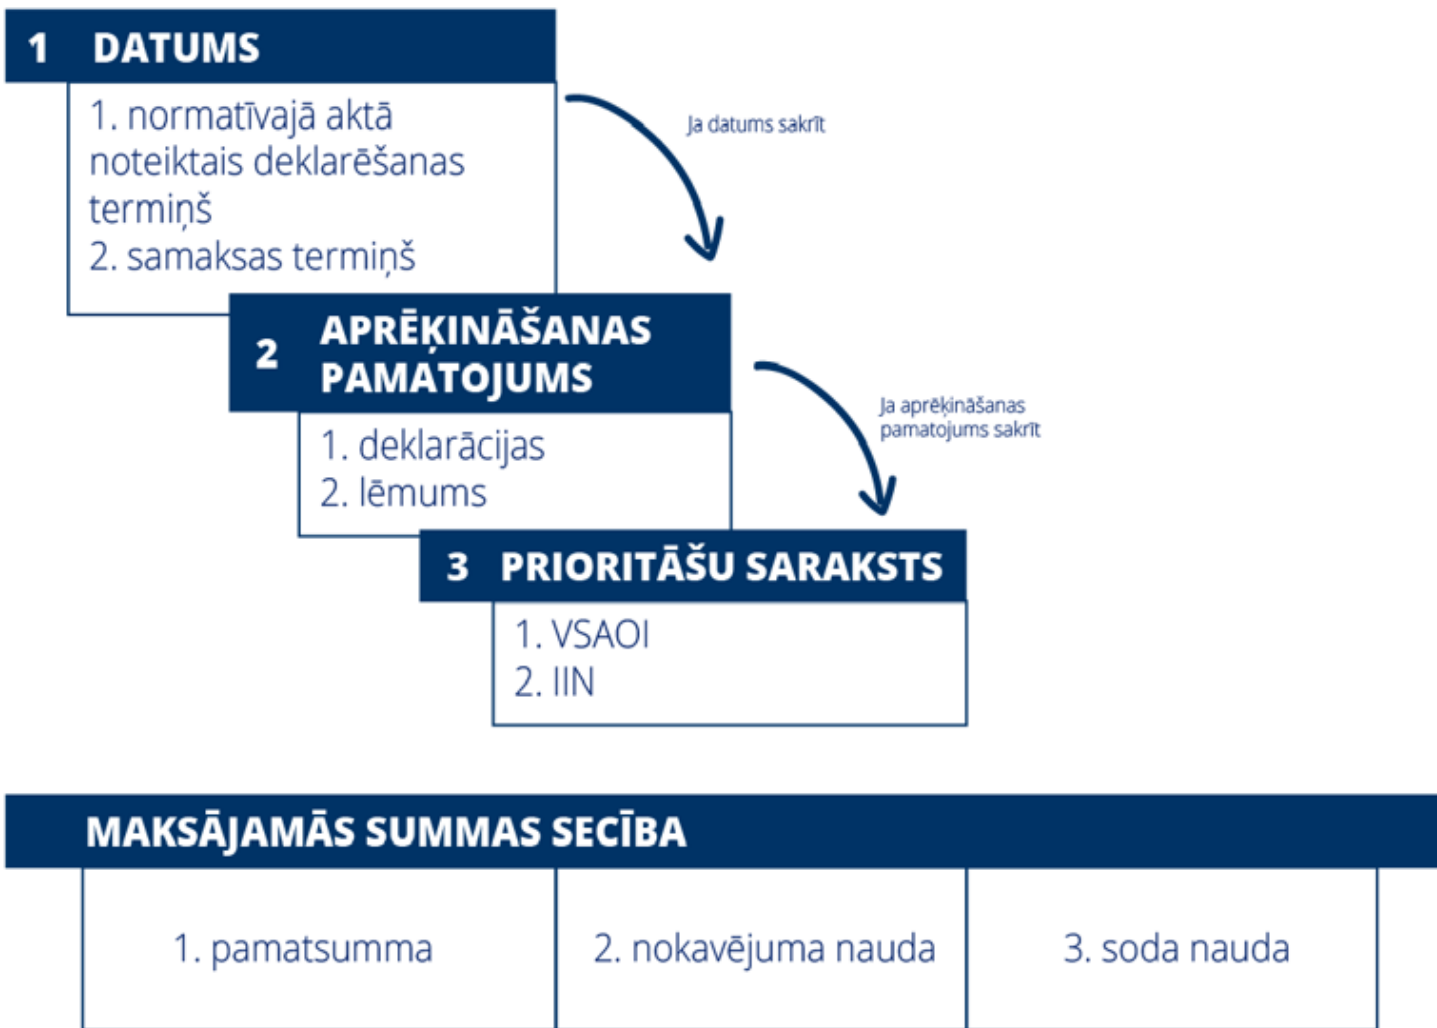 1 DATUMS
1. normatīvajā aktā
noteiktais deklarēšanas
termiņš
2. samaksas termiņš
Ja datums sakrīt
2 APRĒĶINĀŠANAS
PAMATOJUMS
1. deklarācijas
2. lēmums
Ja aprēķināšanas
pamatojums sakrīt
3 PRIORITĀŠU SARAKSTS
1. VSAOI
2. IIN
MAKSĀJAMĀS SUMMAS SECĪBA
1. pamatsumma
2. nokavējuma nauda
3. soda nauda